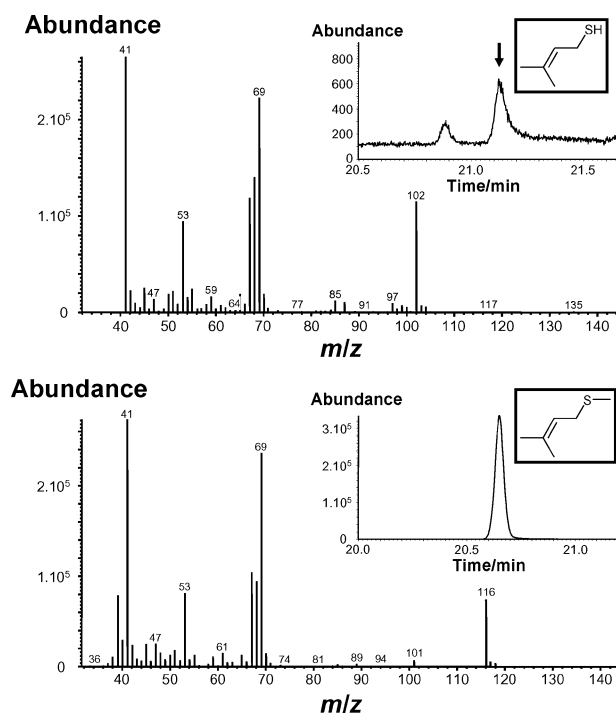 Abundance
41
2.10⁵
1.10⁵
0
69
53
102
47
59
64
77
85
91
97
117
135
40 50 60 70 80 90 100 110 120 130 140
m/z
Abundance
SH
800
600
400
200
0
20.5 21.0 21.5
Time/min
Abundance
41
2.10⁵
1.10⁵
0
69
53
116
36
47
61
74
81
89
94
101
40 50 60 70 80 90 100 110 120 130 140
m/z
Abundance
S
3.10⁵
2.10⁵
1.10⁵
0
20.0 20.5 21.0
Time/min